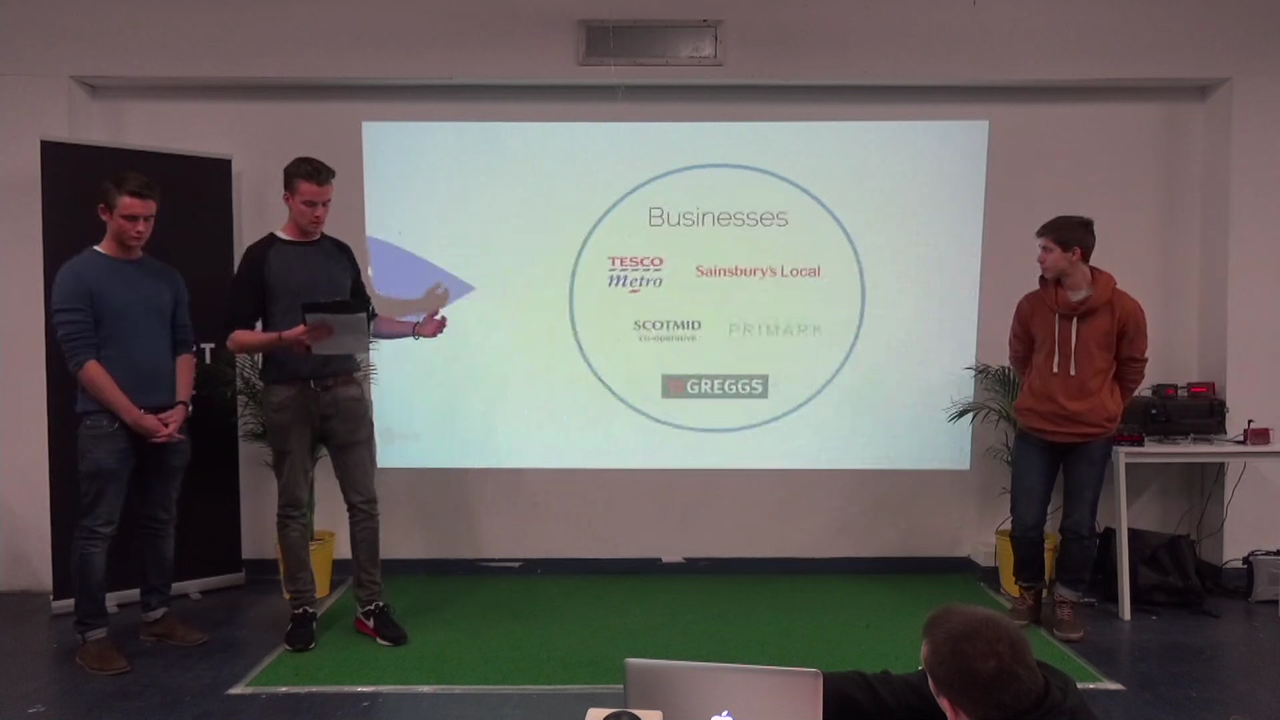 Businesses
TESCO
Metro
Sainsbury's Local
SCOTMID
co-operative
PRIMARK
GREGGS
T